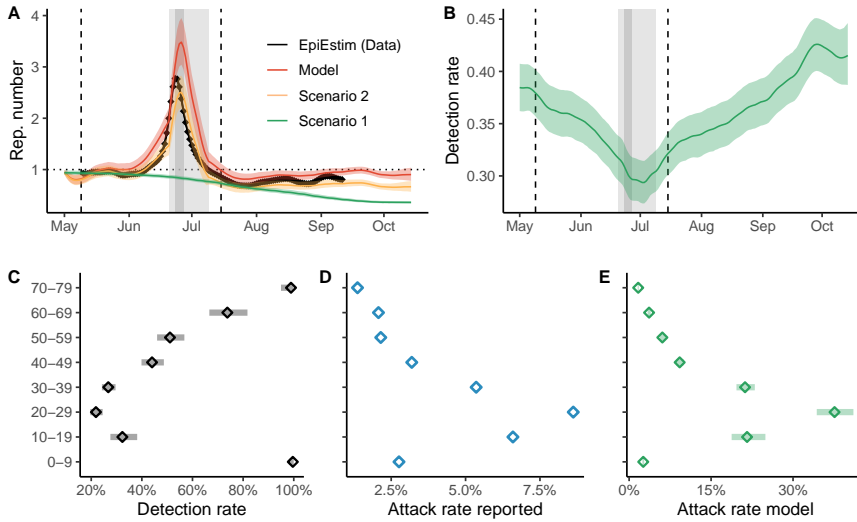 A
Rep. number
4
3
2
1
0
May Jun Jul Aug Sep Oct
EpiEstim (Data)
Model
Scenario 2
Scenario 1
B
Detection rate
0.45
0.40
0.35
0.30
May Jun Jul Aug Sep Oct
C
70–79
60–69
50–59
40–49
30–39
20–29
10–19
0–9
20% 40% 60% 80% 100%
Detection rate
D
2.5% 5.0% 7.5%
Attack rate reported
E
0% 15% 30%
Attack rate model